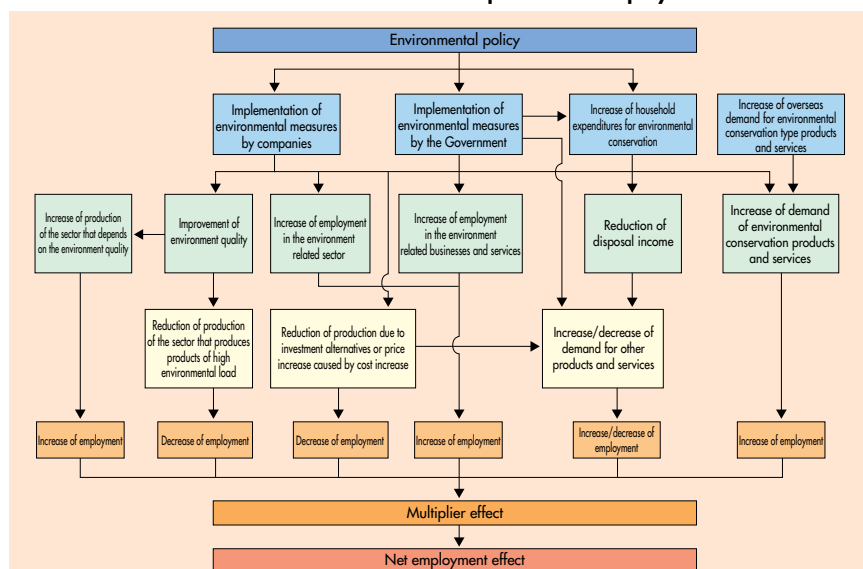 Environmental policy
Implementation of
environmental measures
by companies
Implementation of
environmental measures
by the Government
Increase of household
expenditures for environmental
conservation
Increase of overseas
demand for environmental
conservation type products
and services
Increase of production
of the sector that depends
on the environment quality
Improvement of
environment quality
Increase of employment
in the environment
related sector
Increase of employment
in the environment
related businesses and services
Reduction of
disposal income
Increase of demand
of environmental
conservation products
and services
Reduction of production
of the sector that produces
products of high
environmental load
Reduction of production due to
investment alternatives or price
increase caused by cost increase
Increase/decrease of
demand for other
products and services
Increase of employment
Decrease of employment
Decrease of employment
Increase of employment
Increase/decrease of
employment
Increase of employment
Multiplier effect
Net employment effect